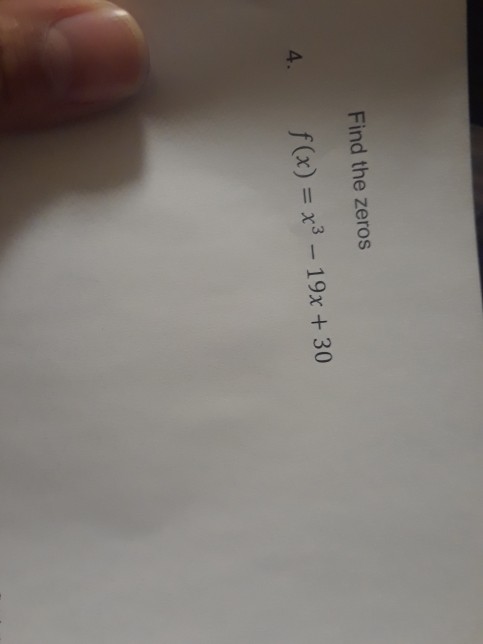 Find the zeros
4. f(x) = x³ − 19x + 30